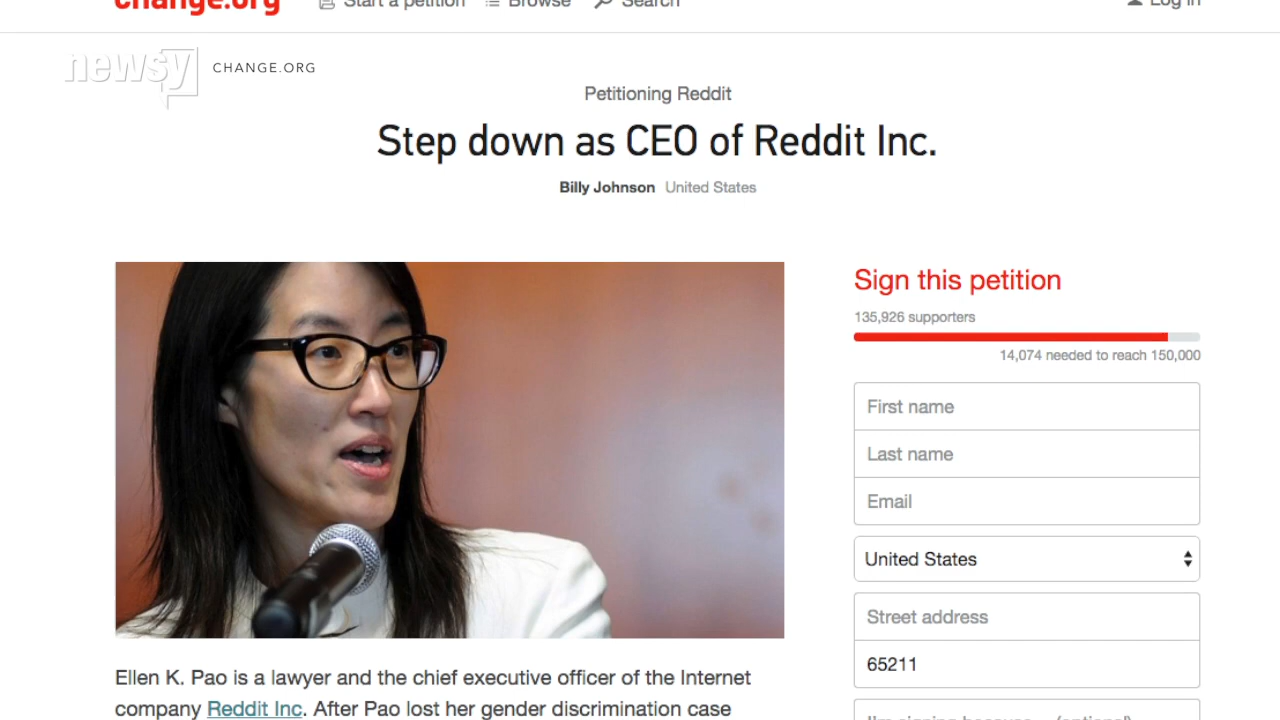 change.org Start a petition Browse Search Log in
newsy CHANGE.ORG
Petitioning Reddit
Step down as CEO of Reddit Inc.
Billy Johnson United States
Sign this petition
135,926 supporters
14,074 needed to reach 150,000
First name
Last name
Email
United States
Street address
65211
I'm signing because... (optional)
Ellen K. Pao is a lawyer and the chief executive officer of the Internet
company Reddit Inc. After Pao lost her gender discrimination case